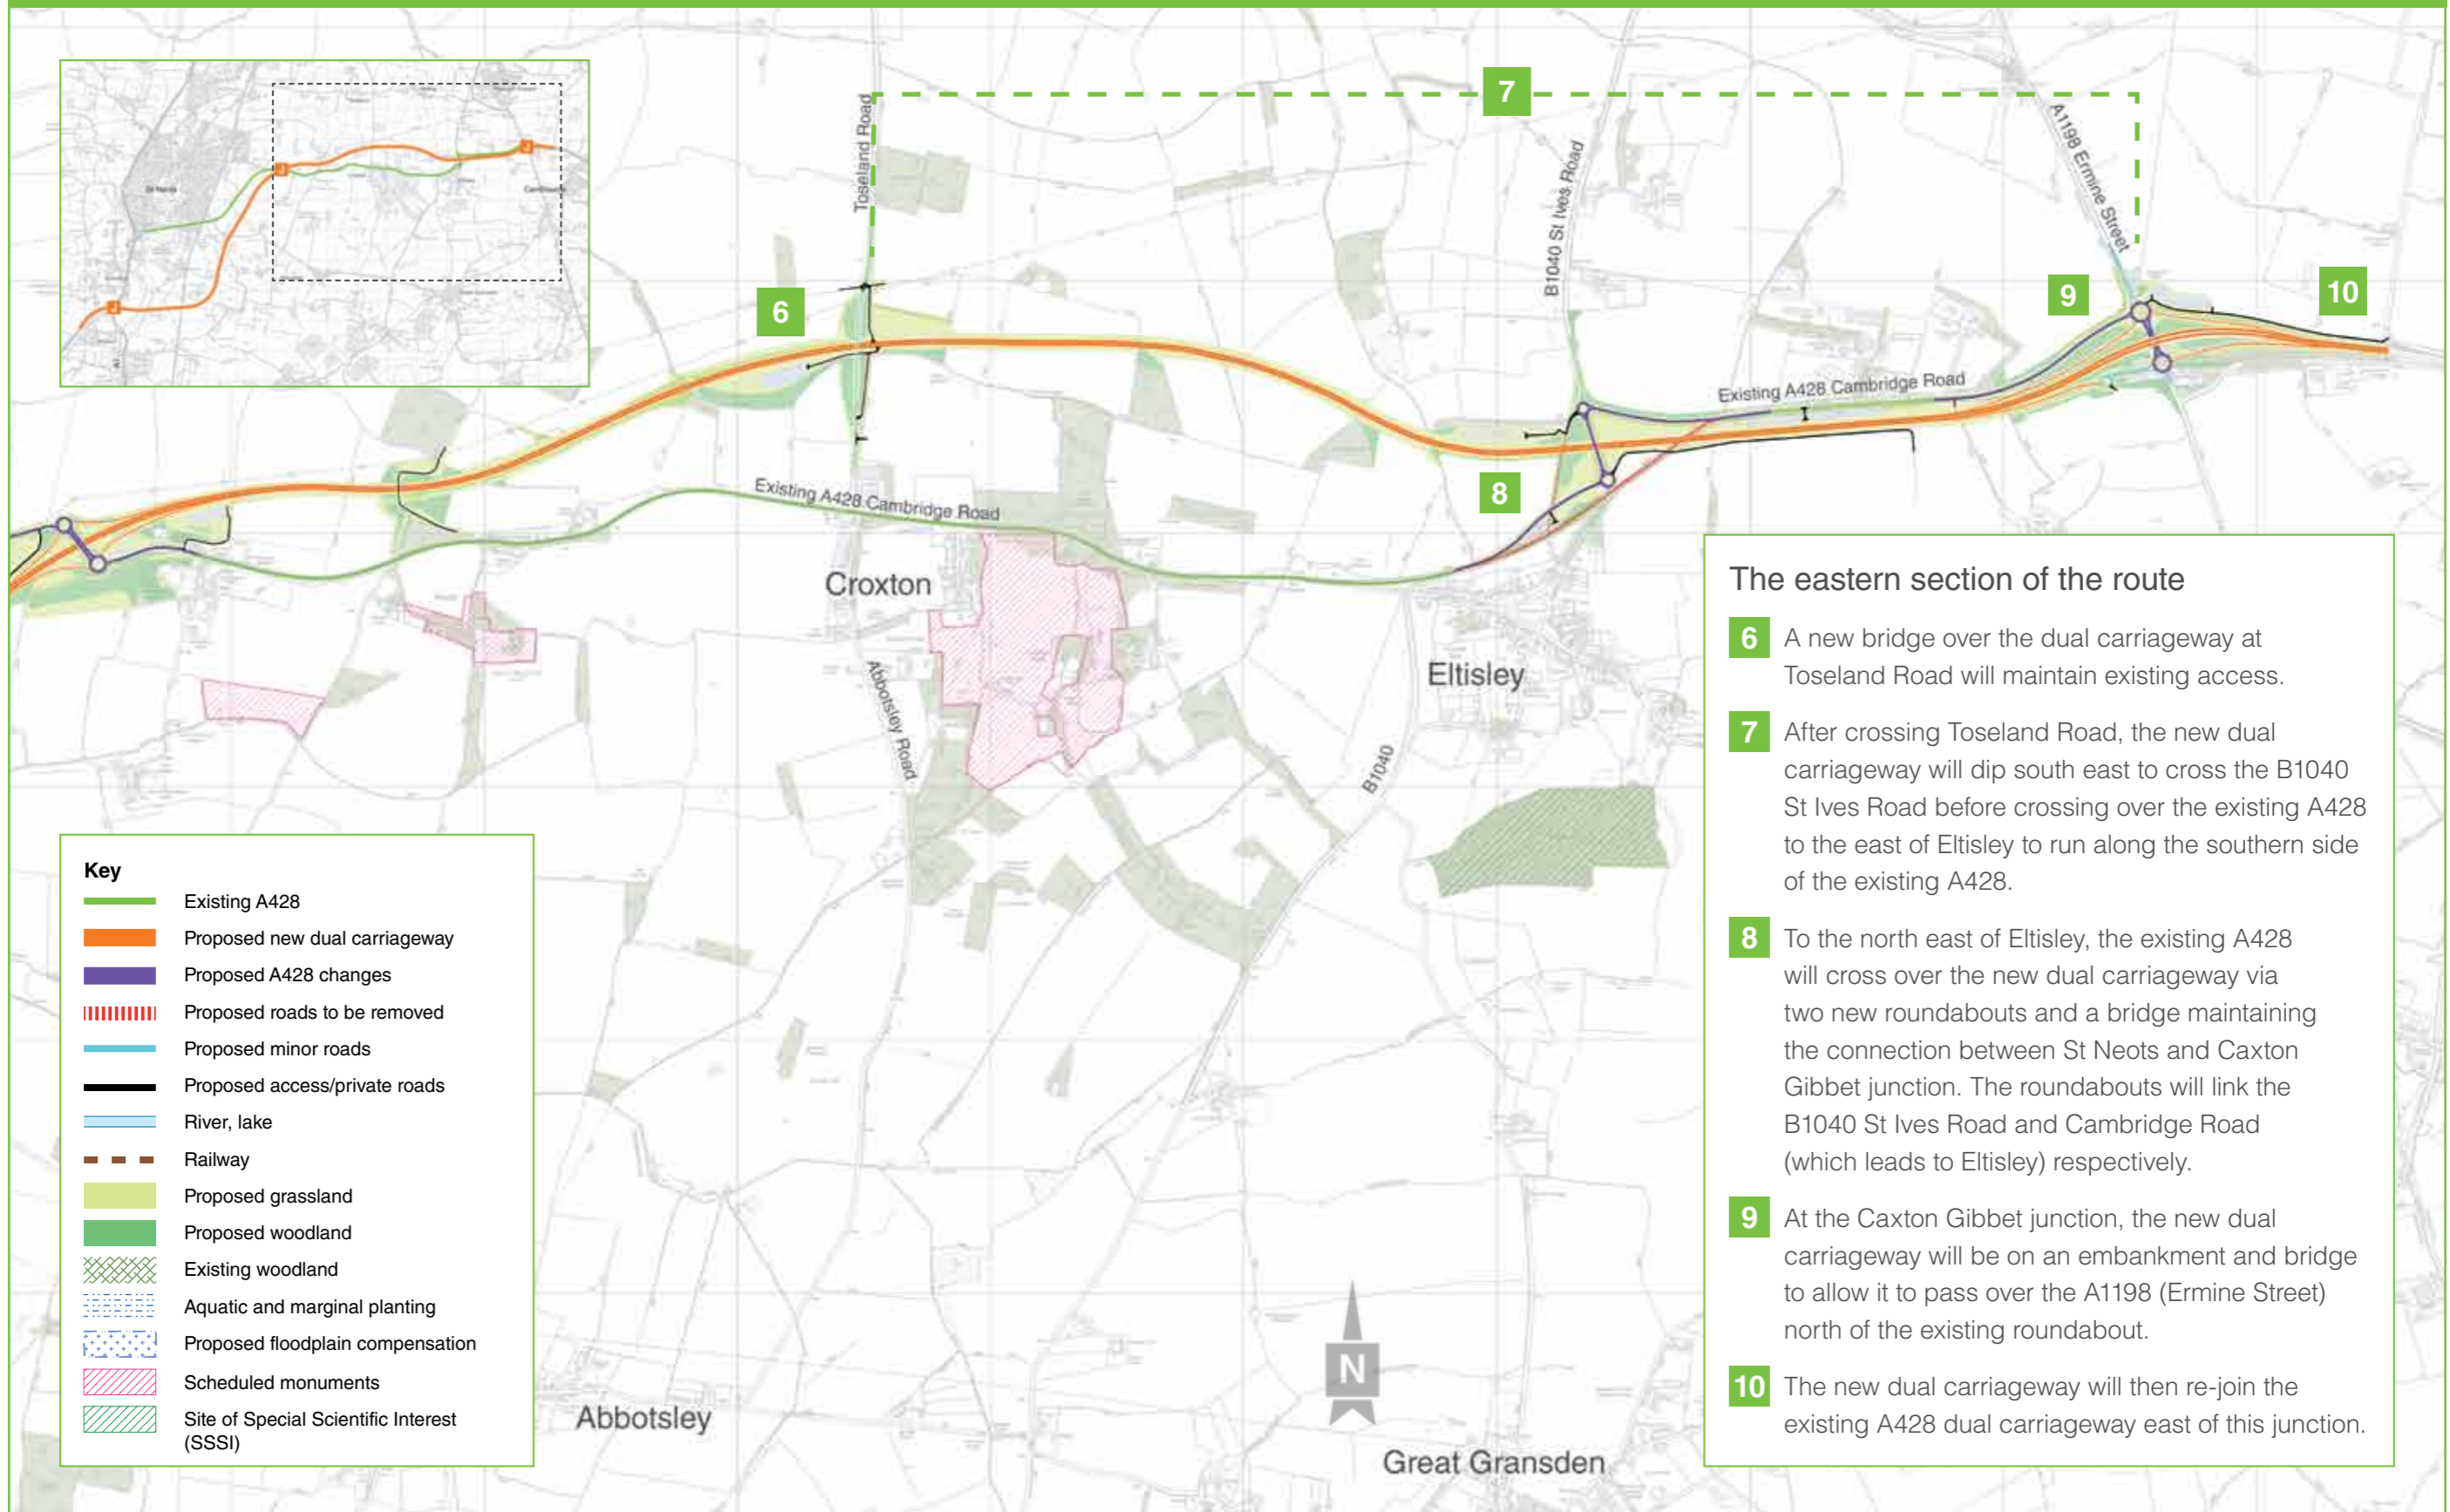 St Neots
Cambourne
J
J
J
A1
Toseland Road
7
B1040 St Ives Road
A1198 Ermine Street
6
9
10
Existing A428 Cambridge Road
8
Existing A428 Cambridge Road
Croxton
Eltisley
Abbotsley Road
B1040
Abbotsley
Great Gransden
N
Key
Existing A428
Proposed new dual carriageway
Proposed A428 changes
Proposed roads to be removed
Proposed minor roads
Proposed access/private roads
River, lake
Railway
Proposed grassland
Proposed woodland
Existing woodland
Aquatic and marginal planting
Proposed floodplain compensation
Scheduled monuments
Site of Special Scientific Interest
(SSSI)
The eastern section of the route
6 A new bridge over the dual carriageway at
Toseland Road will maintain existing access.
7 After crossing Toseland Road, the new dual
carriageway will dip south east to cross the B1040
St Ives Road before crossing over the existing A428
to the east of Eltisley to run along the southern side
of the existing A428.
8 To the north east of Eltisley, the existing A428
will cross over the new dual carriageway via
two new roundabouts and a bridge maintaining
the connection between St Neots and Caxton
Gibbet junction. The roundabouts will link the
B1040 St Ives Road and Cambridge Road
(which leads to Eltisley) respectively.
9 At the Caxton Gibbet junction, the new dual
carriageway will be on an embankment and bridge
to allow it to pass over the A1198 (Ermine Street)
north of the existing roundabout.
10 The new dual carriageway will then re-join the
existing A428 dual carriageway east of this junction.